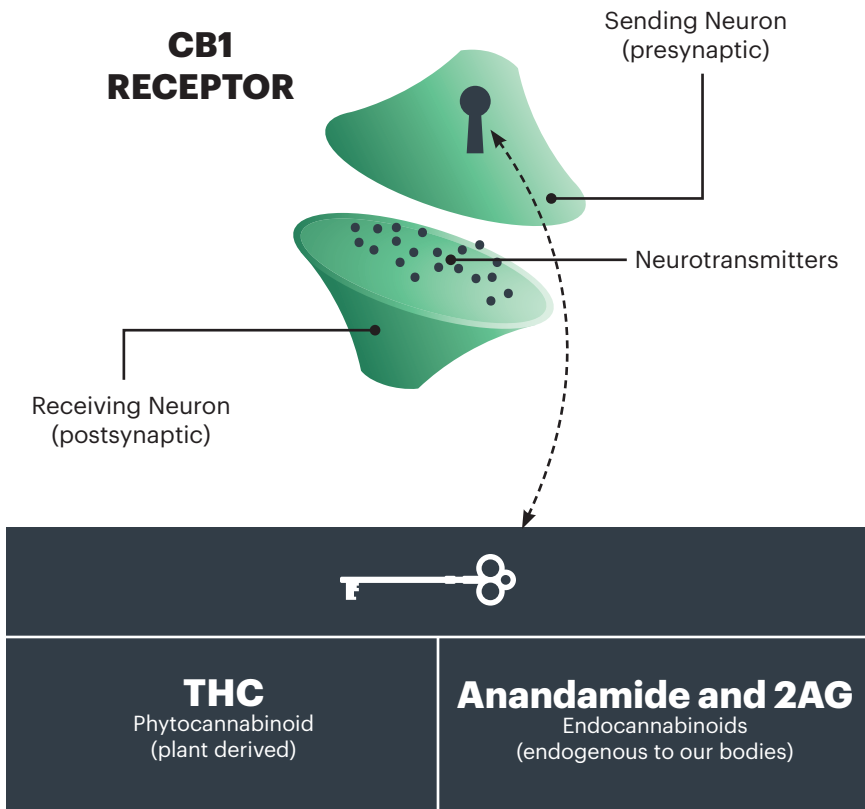 CB1
RECEPTOR
Sending Neuron
(presynaptic)
Neurotransmitters
Receiving Neuron
(postsynaptic)
THC
Phytocannabinoid
(plant derived)
Anandamide and 2AG
Endocannabinoids
(endogenous to our bodies)